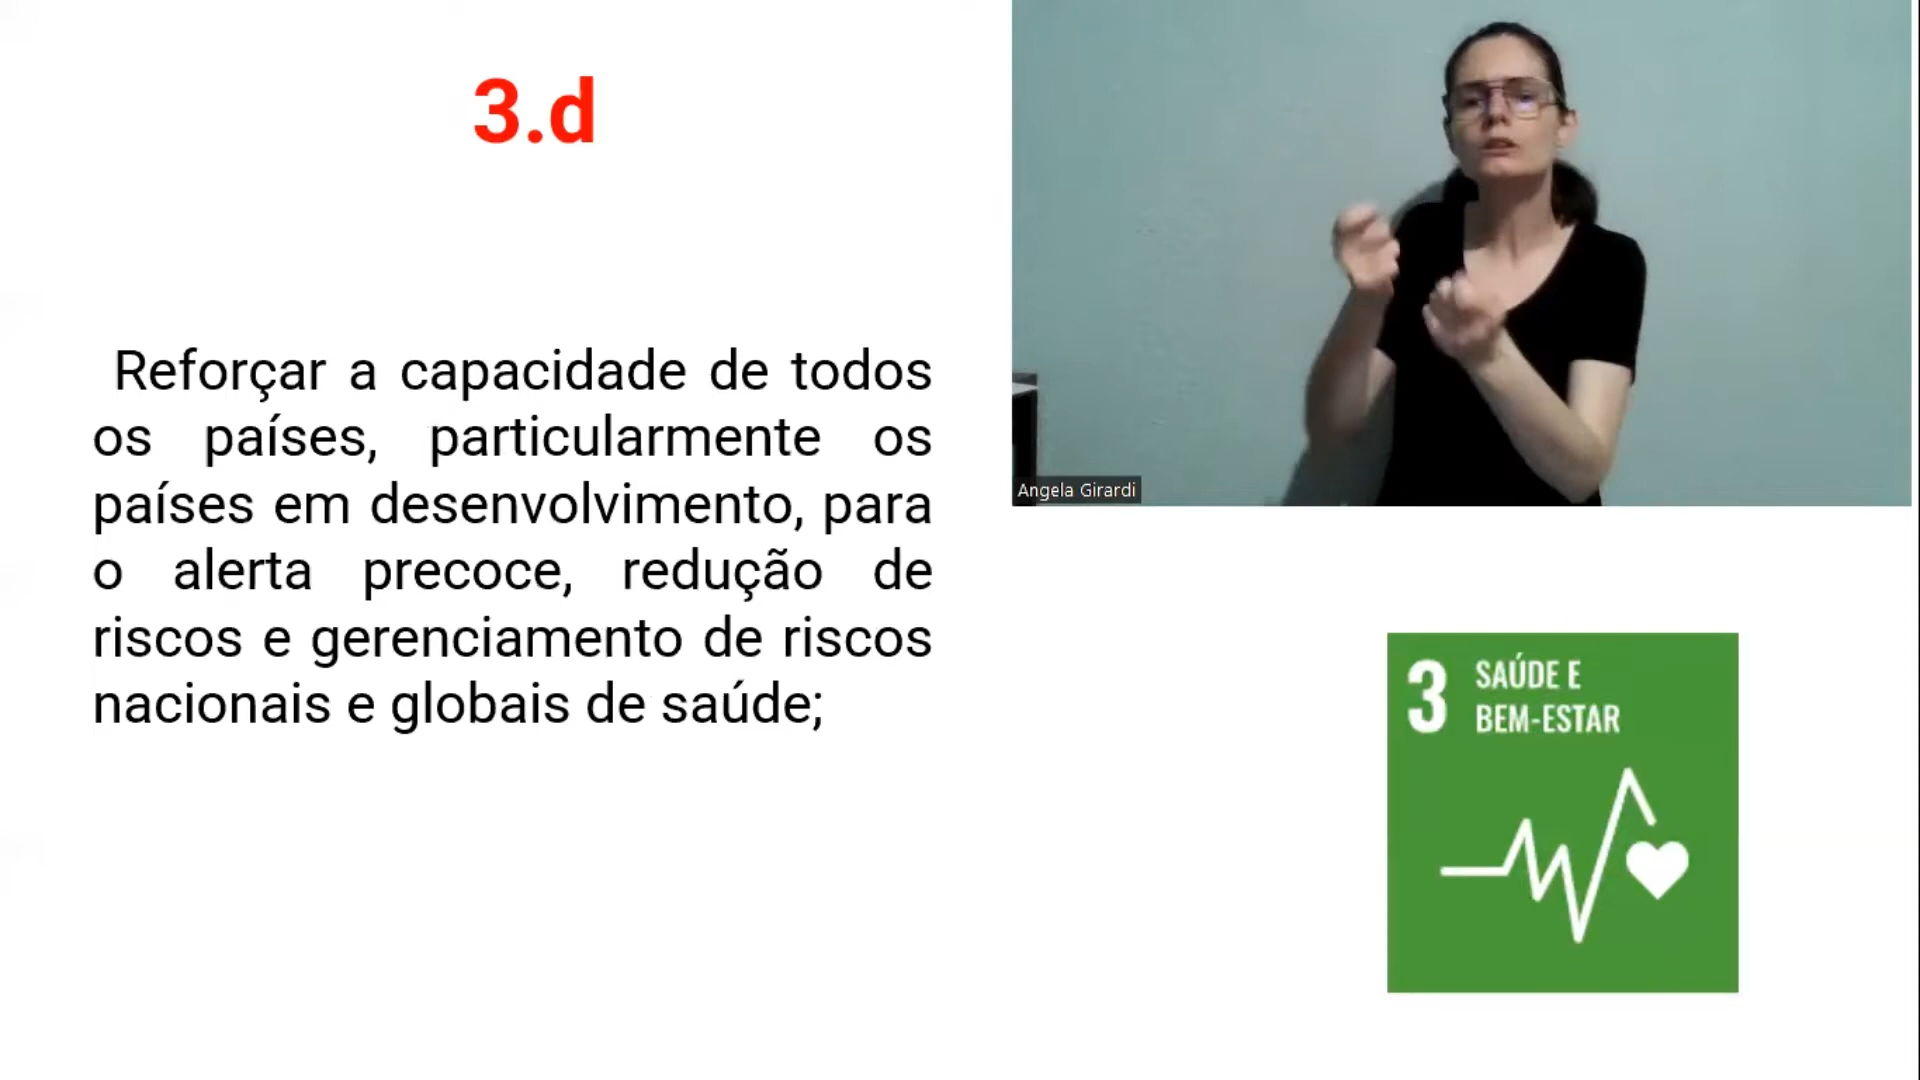 3.d
Reforçar a capacidade de todos
os países, particularmente os
países em desenvolvimento, para
o alerta precoce, redução de
riscos e gerenciamento de riscos
nacionais e globais de saúde;
Angela Girardi
3 SAÚDE E
BEM-ESTAR